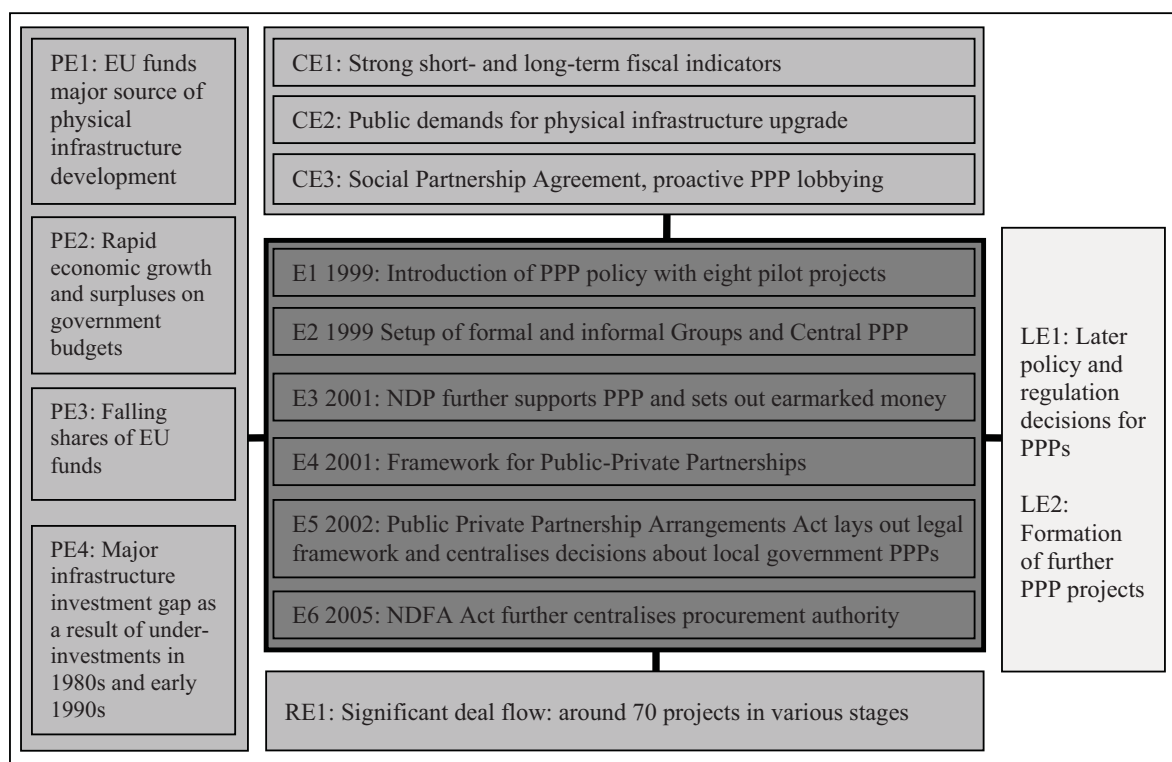 PE1: EU funds
major source of
physical
infrastructure
development
PE2: Rapid
economic growth
and surpluses on
government
budgets
PE3: Falling
shares of EU
funds
PE4: Major
infrastructure
investment gap as
a result of under-
investments in
1980s and early
1990s
CE1: Strong short- and long-term fiscal indicators
CE2: Public demands for physical infrastructure upgrade
CE3: Social Partnership Agreement, proactive PPP lobbying
E1 1999: Introduction of PPP policy with eight pilot projects
E2 1999 Setup of formal and informal Groups and Central PPP
E3 2001: NDP further supports PPP and sets out earmarked money
E4 2001: Framework for Public-Private Partnerships
E5 2002: Public Private Partnership Arrangements Act lays out legal
framework and centralises decisions about local government PPPs
E6 2005: NDFA Act further centralises procurement authority
RE1: Significant deal flow: around 70 projects in various stages
LE1: Later
policy and
regulation
decisions for
PPPs
LE2:
Formation
of further
PPP projects